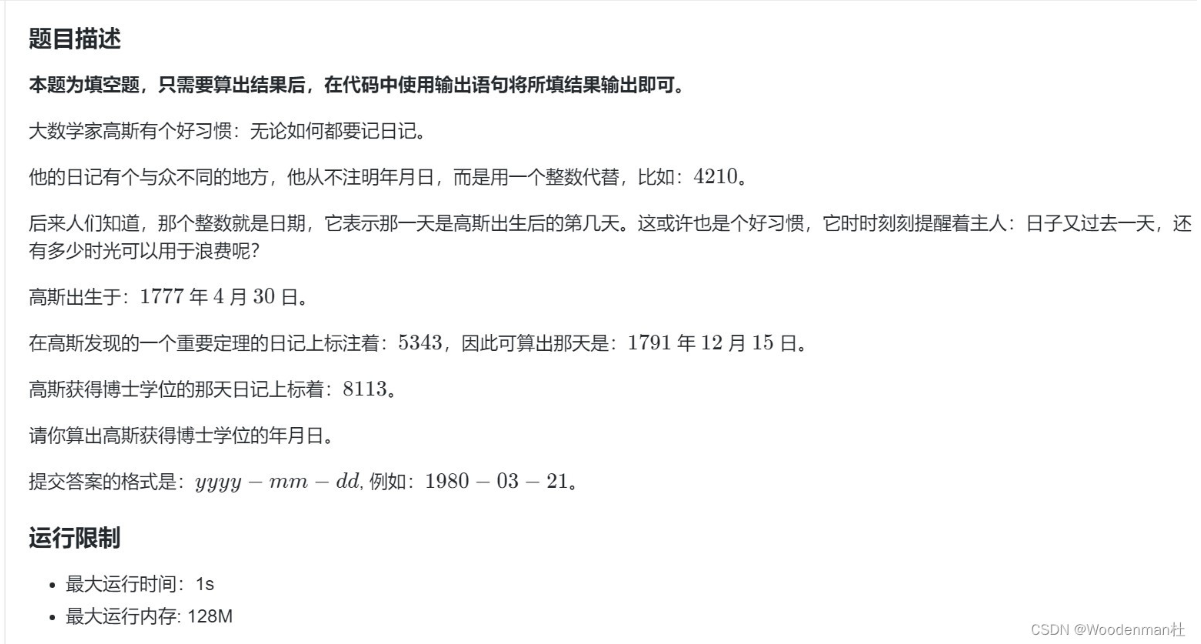 题目描述
本题为填空题，只需要算出结果后，在代码中使用输出语句将所填结果输出即可。
大数学家高斯有个好习惯：无论如何都要记日记。
他的日记有个与众不同的地方，他从不注明年月日，而是用一个整数代替，比如：4210。
后来人们知道，那个整数就是日期，它表示那一天是高斯出生后的第几天。这或许也是个好习惯，它时时刻刻提醒着主人：日子又过去一天，还
有多少时光可以用于浪费呢？
高斯出生于：1777 年 4 月 30 日。
在高斯发现的一个重要定理的日记上标注着：5343，因此可算出那天是：1791 年 12 月 15 日。
高斯获得博士学位的那天日记上标着：8113。
请你算出高斯获得博士学位的年月日。
提交答案的格式是：yyyy − mm − dd, 例如：1980 − 03 − 21。
运行限制
• 最大运行时间：1s
• 最大运行内存: 128M
CSDN @Woodenman杜